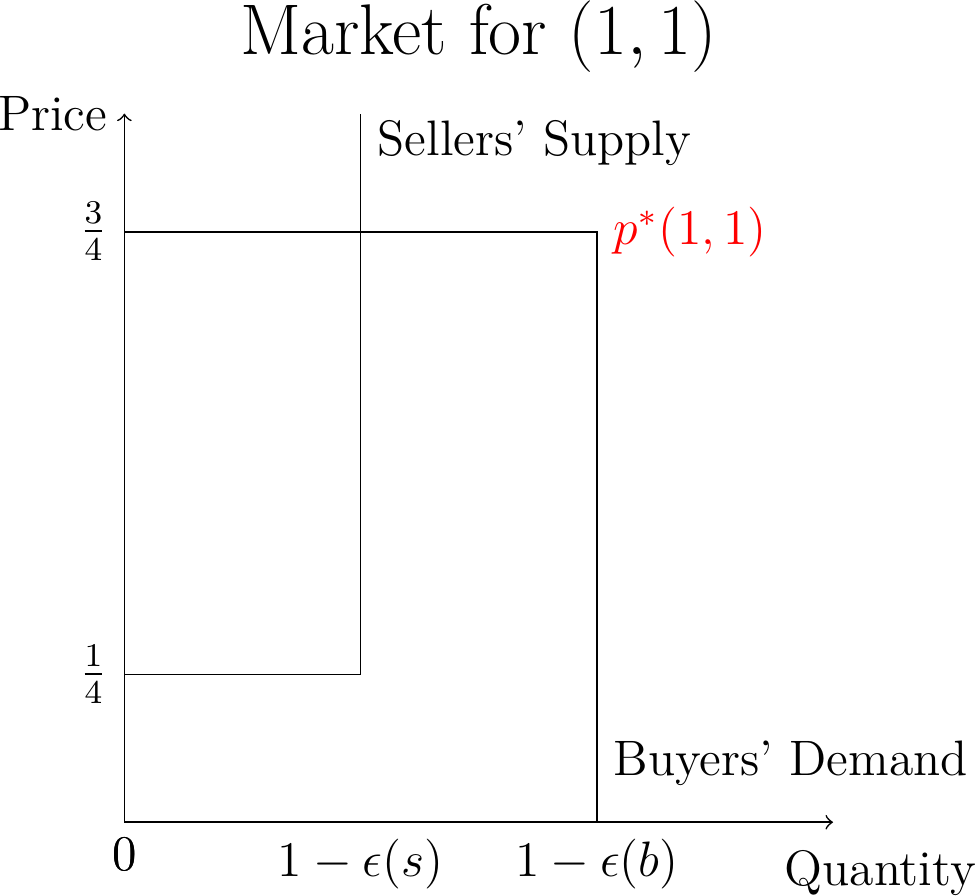 Market for (1, 1)
Price
Sellers' Supply
3/4
p*(1, 1)
1/4
Buyers' Demand
0
1 − ϵ(s)
1 − ϵ(b)
Quantity